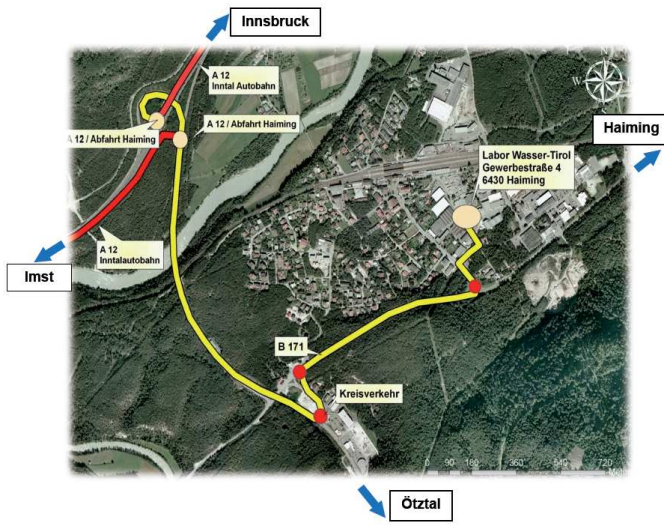 Innsbruck
A 12
Inntal Autobahn
A 12 / Abfahrt Haiming
A 12 / Abfahrt Haiming
W
Haiming
Labor Wasser-Tirol
Gewerbestraße 4
6430 Haiming
A 12
Inntalautobahn
Imst
B 171
Kreisverkehr
0 90 180 360 540 720
Ötztal